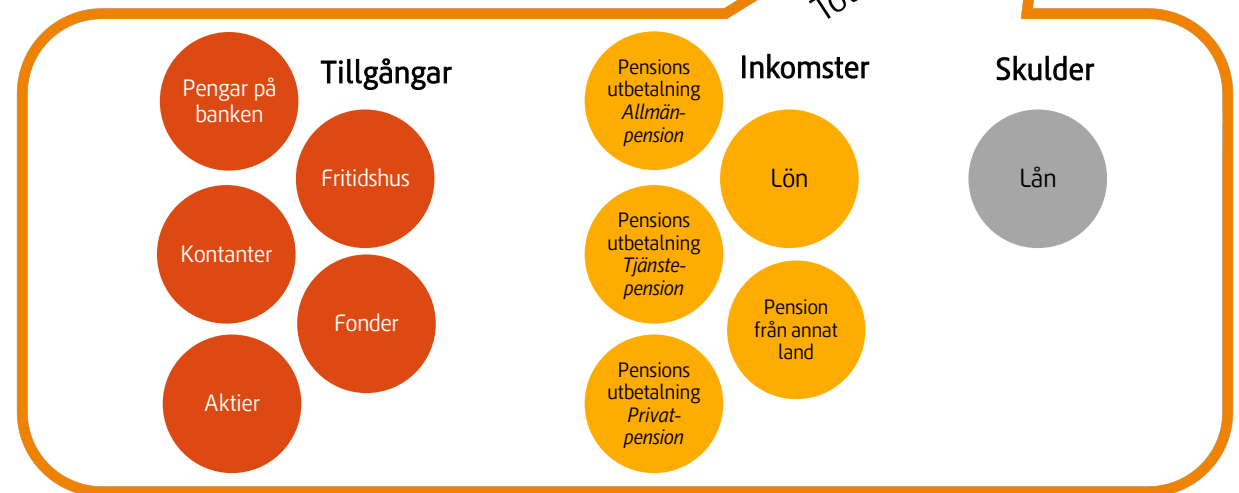 Tillgångar
Pengar på
banken
Fritidshus
Kontanter
Fonder
Aktier
Inkomster
Pensions
utbetalning
Allmän-
pension
Lön
Pensions
utbetalning
Tjänste-
pension
Pension
från annat
land
Pensions
utbetalning
Privat-
pension
Skulder
Lån